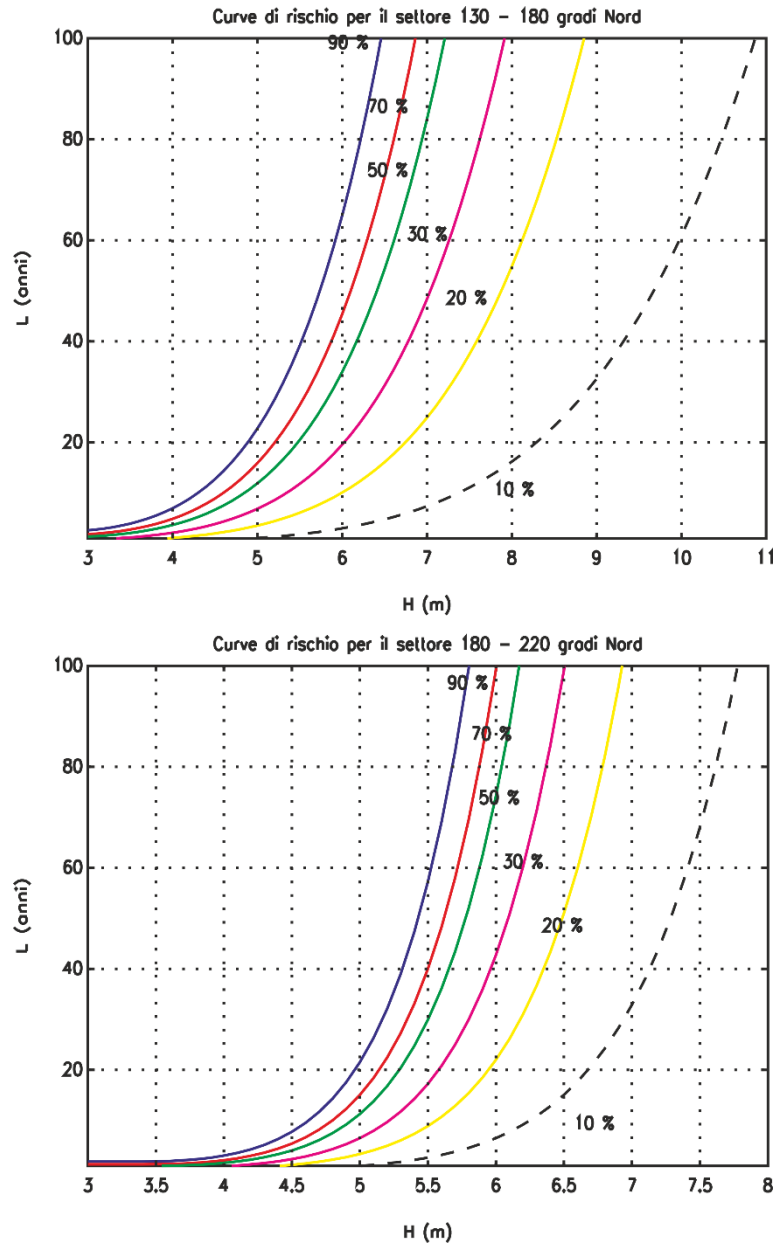 Curve di rischio per il settore 130 - 180 gradi Nord
100
90 %
70 %
80
50 %
60
30 %
L (anni)
20 %
40
20
10 %
3 4 5 6 7 8 9 10 11
H (m)
Curve di rischio per il settore 180 - 220 gradi Nord
100
90 %
70 %
80
50 %
60
30 %
L (anni)
20 %
40
20
10 %
3 3.5 4 4.5 5 5.5 6 6.5 7 7.5 8
H (m)